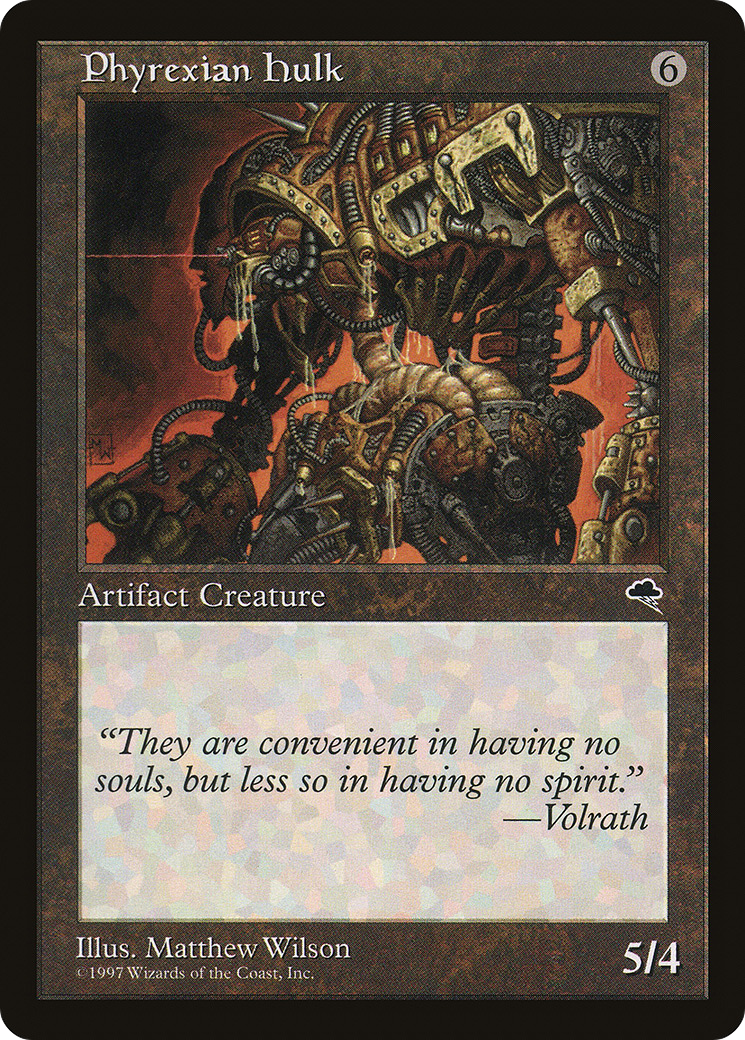 Phyrexian Hulk
6
MW
Artifact Creature
“They are convenient in having no
souls, but less so in having no spirit.”
—Volrath
Illus. Matthew Wilson
©1997 Wizards of the Coast, Inc.
5/4